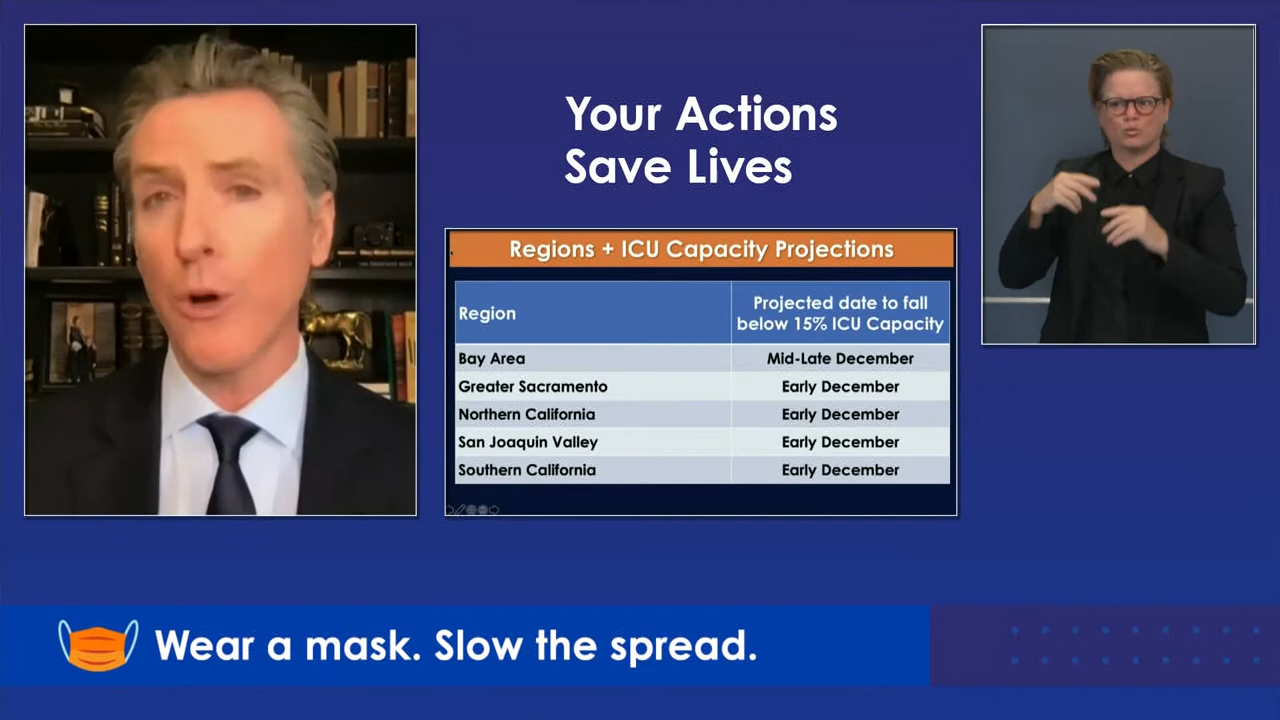 Your Actions
Save Lives
Regions + ICU Capacity Projections
Region
Projected date to fall
below 15% ICU Capacity
Bay Area Mid-Late December
Greater Sacramento Early December
Northern California Early December
San Joaquin Valley Early December
Southern California Early December
Wear a mask. Slow the spread.